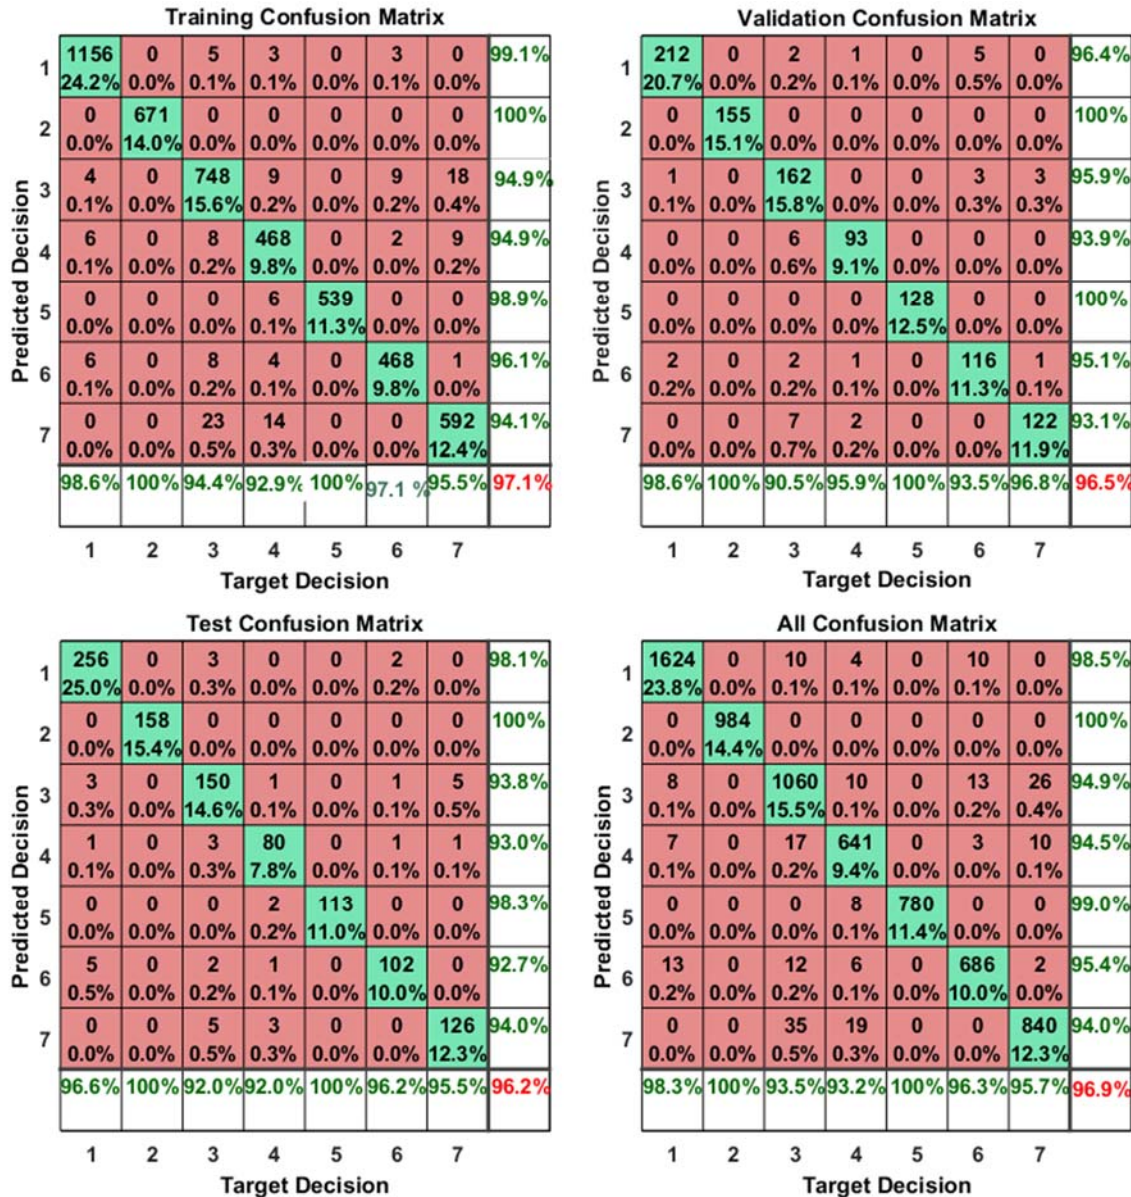 Training Confusion Matrix
Predicted Decision
1 1156 0 5 3 0 3 0 99.1%
24.2% 0.0% 0.1% 0.1% 0.0% 0.1% 0.0%
2 0 671 0 0 0 0 0 100%
0.0% 14.0% 0.0% 0.0% 0.0% 0.0% 0.0%
3 4 0 748 9 0 9 18 94.9%
0.1% 0.0% 15.6% 0.2% 0.0% 0.2% 0.4%
4 6 0 8 468 0 2 9 94.9%
0.1% 0.0% 0.2% 9.8% 0.0% 0.0% 0.2%
5 0 0 0 6 539 0 0 98.9%
0.0% 0.0% 0.0% 0.1% 11.3% 0.0% 0.0%
6 6 0 8 4 0 468 1 96.1%
0.1% 0.0% 0.2% 0.1% 0.0% 9.8% 0.0%
7 0 0 23 14 0 0 592 94.1%
0.0% 0.0% 0.5% 0.3% 0.0% 0.0% 12.4%
98.6% 100% 94.4% 92.9% 100% 97.1 % 95.5% 97.1%
1 2 3 4 5 6 7
Target Decision
Validation Confusion Matrix
Predicted Decision
1 212 0 2 1 0 5 0 96.4%
20.7% 0.0% 0.2% 0.1% 0.0% 0.5% 0.0%
2 0 155 0 0 0 0 0 100%
0.0% 15.1% 0.0% 0.0% 0.0% 0.0% 0.0%
3 1 0 162 0 0 3 3 95.9%
0.1% 0.0% 15.8% 0.0% 0.0% 0.3% 0.3%
4 0 0 6 93 0 0 0 93.9%
0.0% 0.0% 0.6% 9.1% 0.0% 0.0% 0.0%
5 0 0 0 0 128 0 0 100%
0.0% 0.0% 0.0% 0.0% 12.5% 0.0% 0.0%
6 2 0 2 1 0 116 1 95.1%
0.2% 0.0% 0.2% 0.1% 0.0% 11.3% 0.1%
7 0 0 7 2 0 0 122 93.1%
0.0% 0.0% 0.7% 0.2% 0.0% 0.0% 11.9%
98.6% 100% 90.5% 95.9% 100% 93.5% 96.8% 96.5%
1 2 3 4 5 6 7
Target Decision
Test Confusion Matrix
Predicted Decision
1 256 0 3 0 0 2 0 98.1%
25.0% 0.0% 0.3% 0.0% 0.0% 0.2% 0.0%
2 0 158 0 0 0 0 0 100%
0.0% 15.4% 0.0% 0.0% 0.0% 0.0% 0.0%
3 3 0 150 1 0 1 5 93.8%
0.3% 0.0% 14.6% 0.1% 0.0% 0.1% 0.5%
4 1 0 3 80 0 1 1 93.0%
0.1% 0.0% 0.3% 7.8% 0.0% 0.1% 0.1%
5 0 0 0 2 113 0 0 98.3%
0.0% 0.0% 0.0% 0.2% 11.0% 0.0% 0.0%
6 5 0 2 1 0 102 0 92.7%
0.5% 0.0% 0.2% 0.1% 0.0% 10.0% 0.0%
7 0 0 5 3 0 0 126 94.0%
0.0% 0.0% 0.5% 0.3% 0.0% 0.0% 12.3%
96.6% 100% 92.0% 92.0% 100% 96.2% 95.5% 96.2%
1 2 3 4 5 6 7
Target Decision
All Confusion Matrix
Predicted Decision
1 1624 0 10 4 0 10 0 98.5%
23.8% 0.0% 0.1% 0.1% 0.0% 0.1% 0.0%
2 0 984 0 0 0 0 0 100%
0.0% 14.4% 0.0% 0.0% 0.0% 0.0% 0.0%
3 8 0 1060 10 0 13 26 94.9%
0.1% 0.0% 15.5% 0.1% 0.0% 0.2% 0.4%
4 7 0 17 641 0 3 10 94.5%
0.1% 0.0% 0.2% 9.4% 0.0% 0.0% 0.1%
5 0 0 0 8 780 0 0 99.0%
0.0% 0.0% 0.0% 0.1% 11.4% 0.0% 0.0%
6 13 0 12 6 0 686 2 95.4%
0.2% 0.0% 0.2% 0.1% 0.0% 10.0% 0.0%
7 0 0 35 19 0 0 840 94.0%
0.0% 0.0% 0.5% 0.3% 0.0% 0.0% 12.3%
98.3% 100% 93.5% 93.2% 100% 96.3% 95.7% 96.9%
1 2 3 4 5 6 7
Target Decision